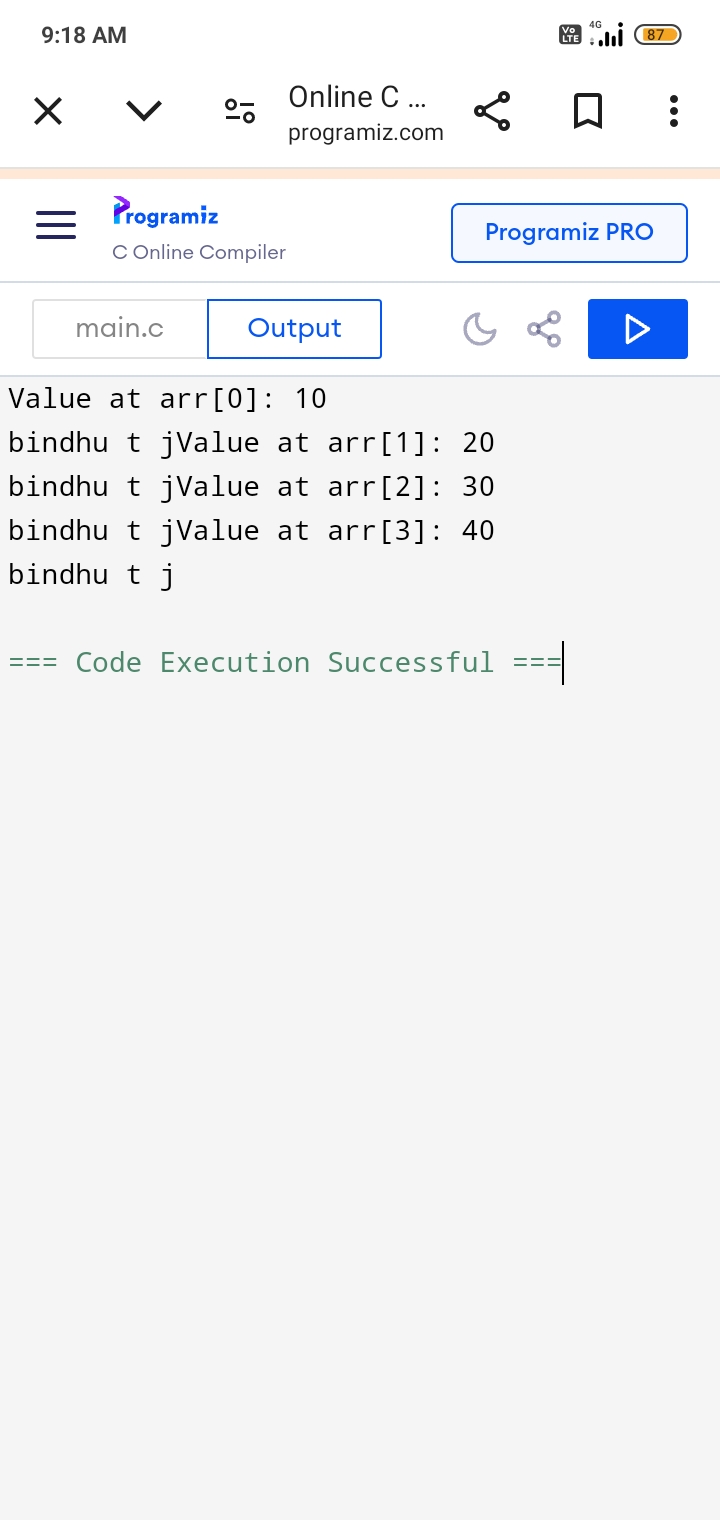 9:18 AM
Vo LTE 4G 87
Online C ...
programiz.com
Programiz
C Online Compiler
Programiz PRO
main.c
Output
Value at arr[0]: 10
bindhu t jValue at arr[1]: 20
bindhu t jValue at arr[2]: 30
bindhu t jValue at arr[3]: 40
bindhu t j
=== Code Execution Successful ===